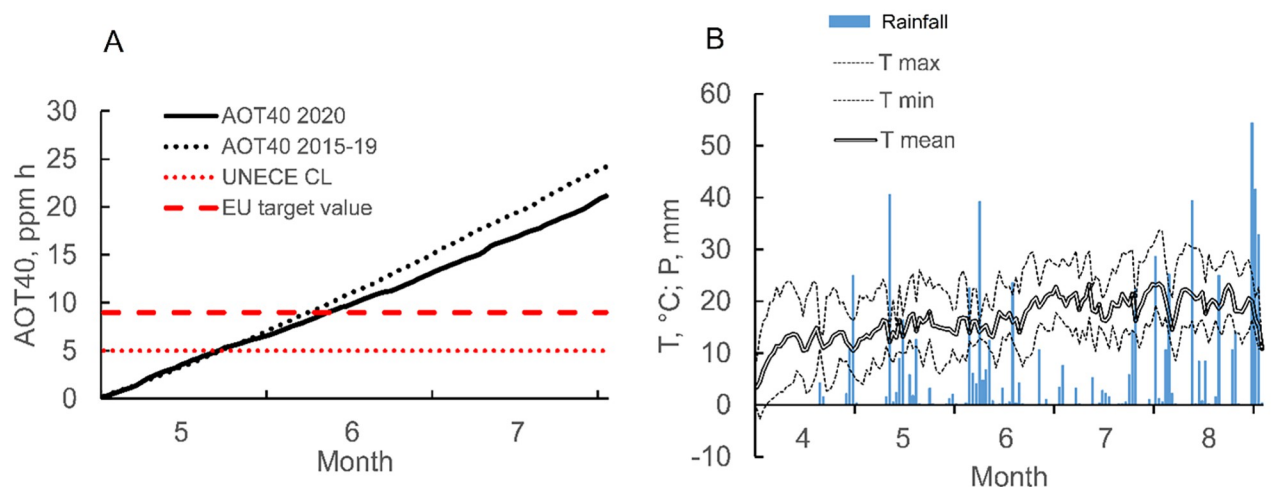 A
AOT40, ppm h
30
25
20
15
10
5
0
AOT40 2020
AOT40 2015-19
UNECE CL
EU target value
5 6 7
Month
B
Rainfall
T max
T min
T mean
T, °C; P, mm
60
50
40
30
20
10
0
-10
4 5 6 7 8
Month